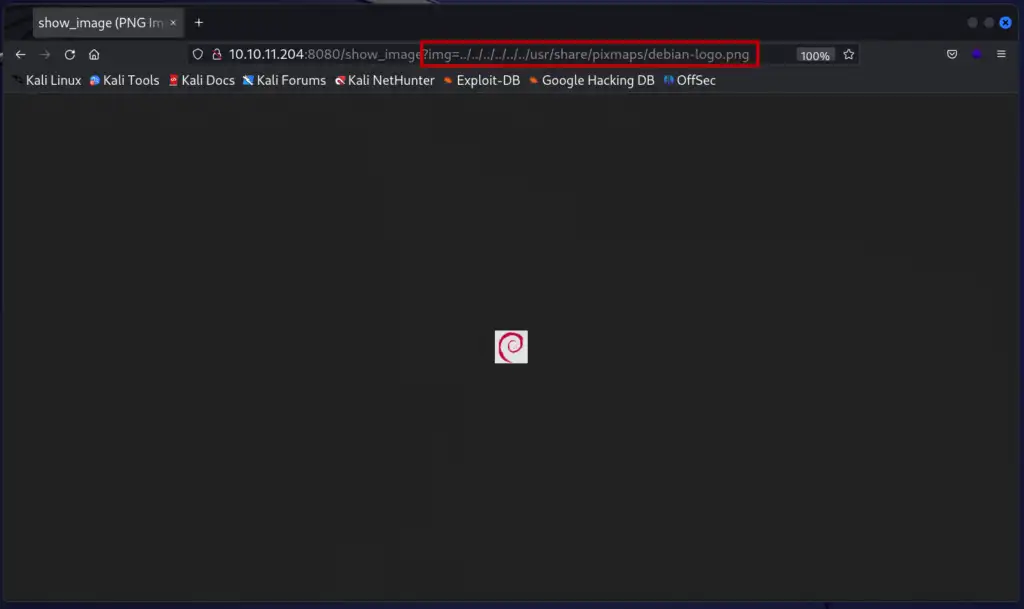 show_image (PNG Im
10.10.11.204:8080/show_image?img=../../../../../../usr/share/pixmaps/debian-logo.png 100%
Kali Linux Kali Tools Kali Docs Kali Forums Kali NetHunter Exploit-DB Google Hacking DB OffSec